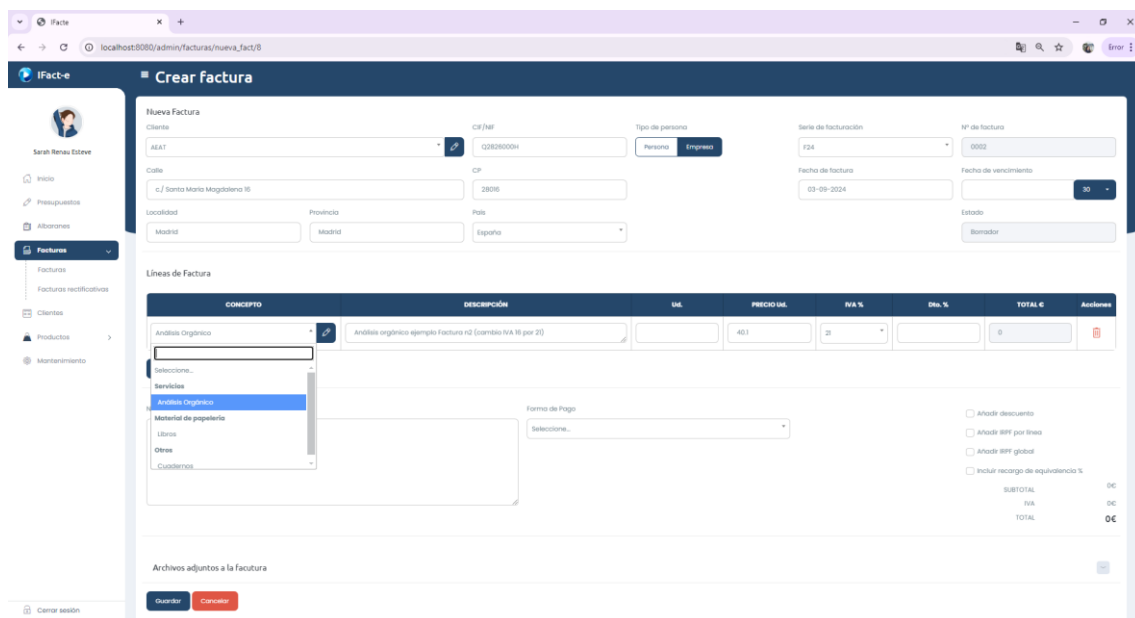 IFacte
localhost:8080/admin/facturas/nueva_fact/8
Error
IFact-e
Crear factura
Sarah Renau Esteve
Inicio
Presupuestos
Albaranes
Facturas
Facturas
Facturas rectificativas
Clientes
Productos
Mantenimiento
Cerrar sesión
Nueva Factura
Cliente CIF/NIF Tipo de persona Serie de facturación Nº de factura
AEAT Q2826000H Persona Empresa F24 0002
Calle CP Fecha de factura Fecha de vencimiento
c./ Santa Maria Magdalena 16 28016 03-09-2024 30
Localidad Provincia País Estado
Madrid Madrid España Borrador
Líneas de Factura
CONCEPTO DESCRIPCIÓN Ud. PRECIO Ud. IVA % Dto. % TOTAL € Acciones
Análisis Orgánico Análisis orgánico ejemplo Factura n2 (cambio IVA 16 por 21) 40.1 21 0
Seleccione...
Servicios
Análisis Orgánico
Material de papelería
Libros
Otros
Cuadernos
Forma de Pago
Seleccione...
Añadir descuento
Añadir IRPF por línea
Añadir IRPF global
Incluir recargo de equivalencia %
SUBTOTAL 0€
IVA 0€
TOTAL 0€
Archivos adjuntos a la facutura
Guardar Cancelar